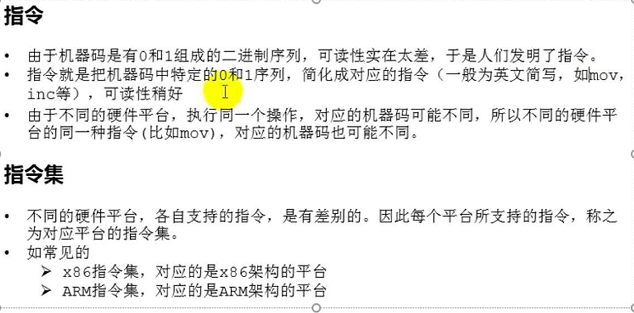 指令
• 由于机器码是有0和1组成的二进制序列，可读性实在太差，于是人们发明了指令。
• 指令就是把机器码中特定的0和1序列，简化成对应的指令（一般为英文简写，如mov，
inc等），可读性稍好
• 由于不同的硬件平台，执行同一个操作，对应的机器码可能不同，所以不同的硬件平
台的同一种指令(比如mov)，对应的机器码也可能不同。
指令集
• 不同的硬件平台，各自支持的指令，是有差别的。因此每个平台所支持的指令，称之
为对应平台的指令集。
• 如常见的
➢ x86指令集，对应的是x86架构的平台
➢ ARM指令集，对应的是ARM架构的平台